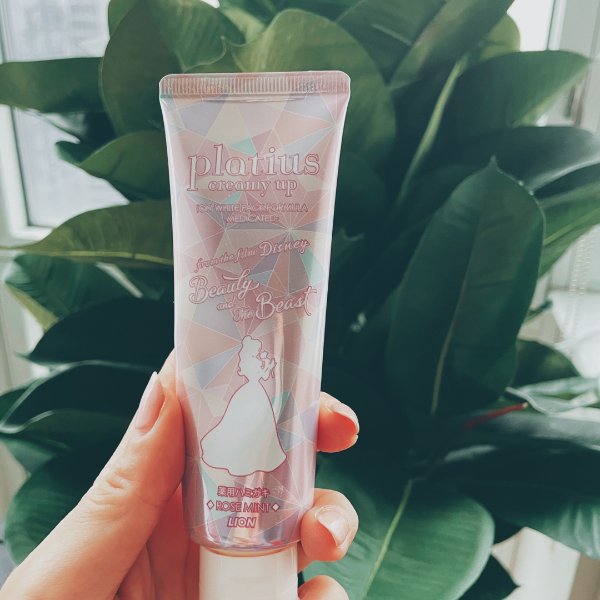 platius
creamy up
MEDICATED
from the film Disney
Beauty
and the Beast
薬用ハミガキ
ROSE MINT
LION